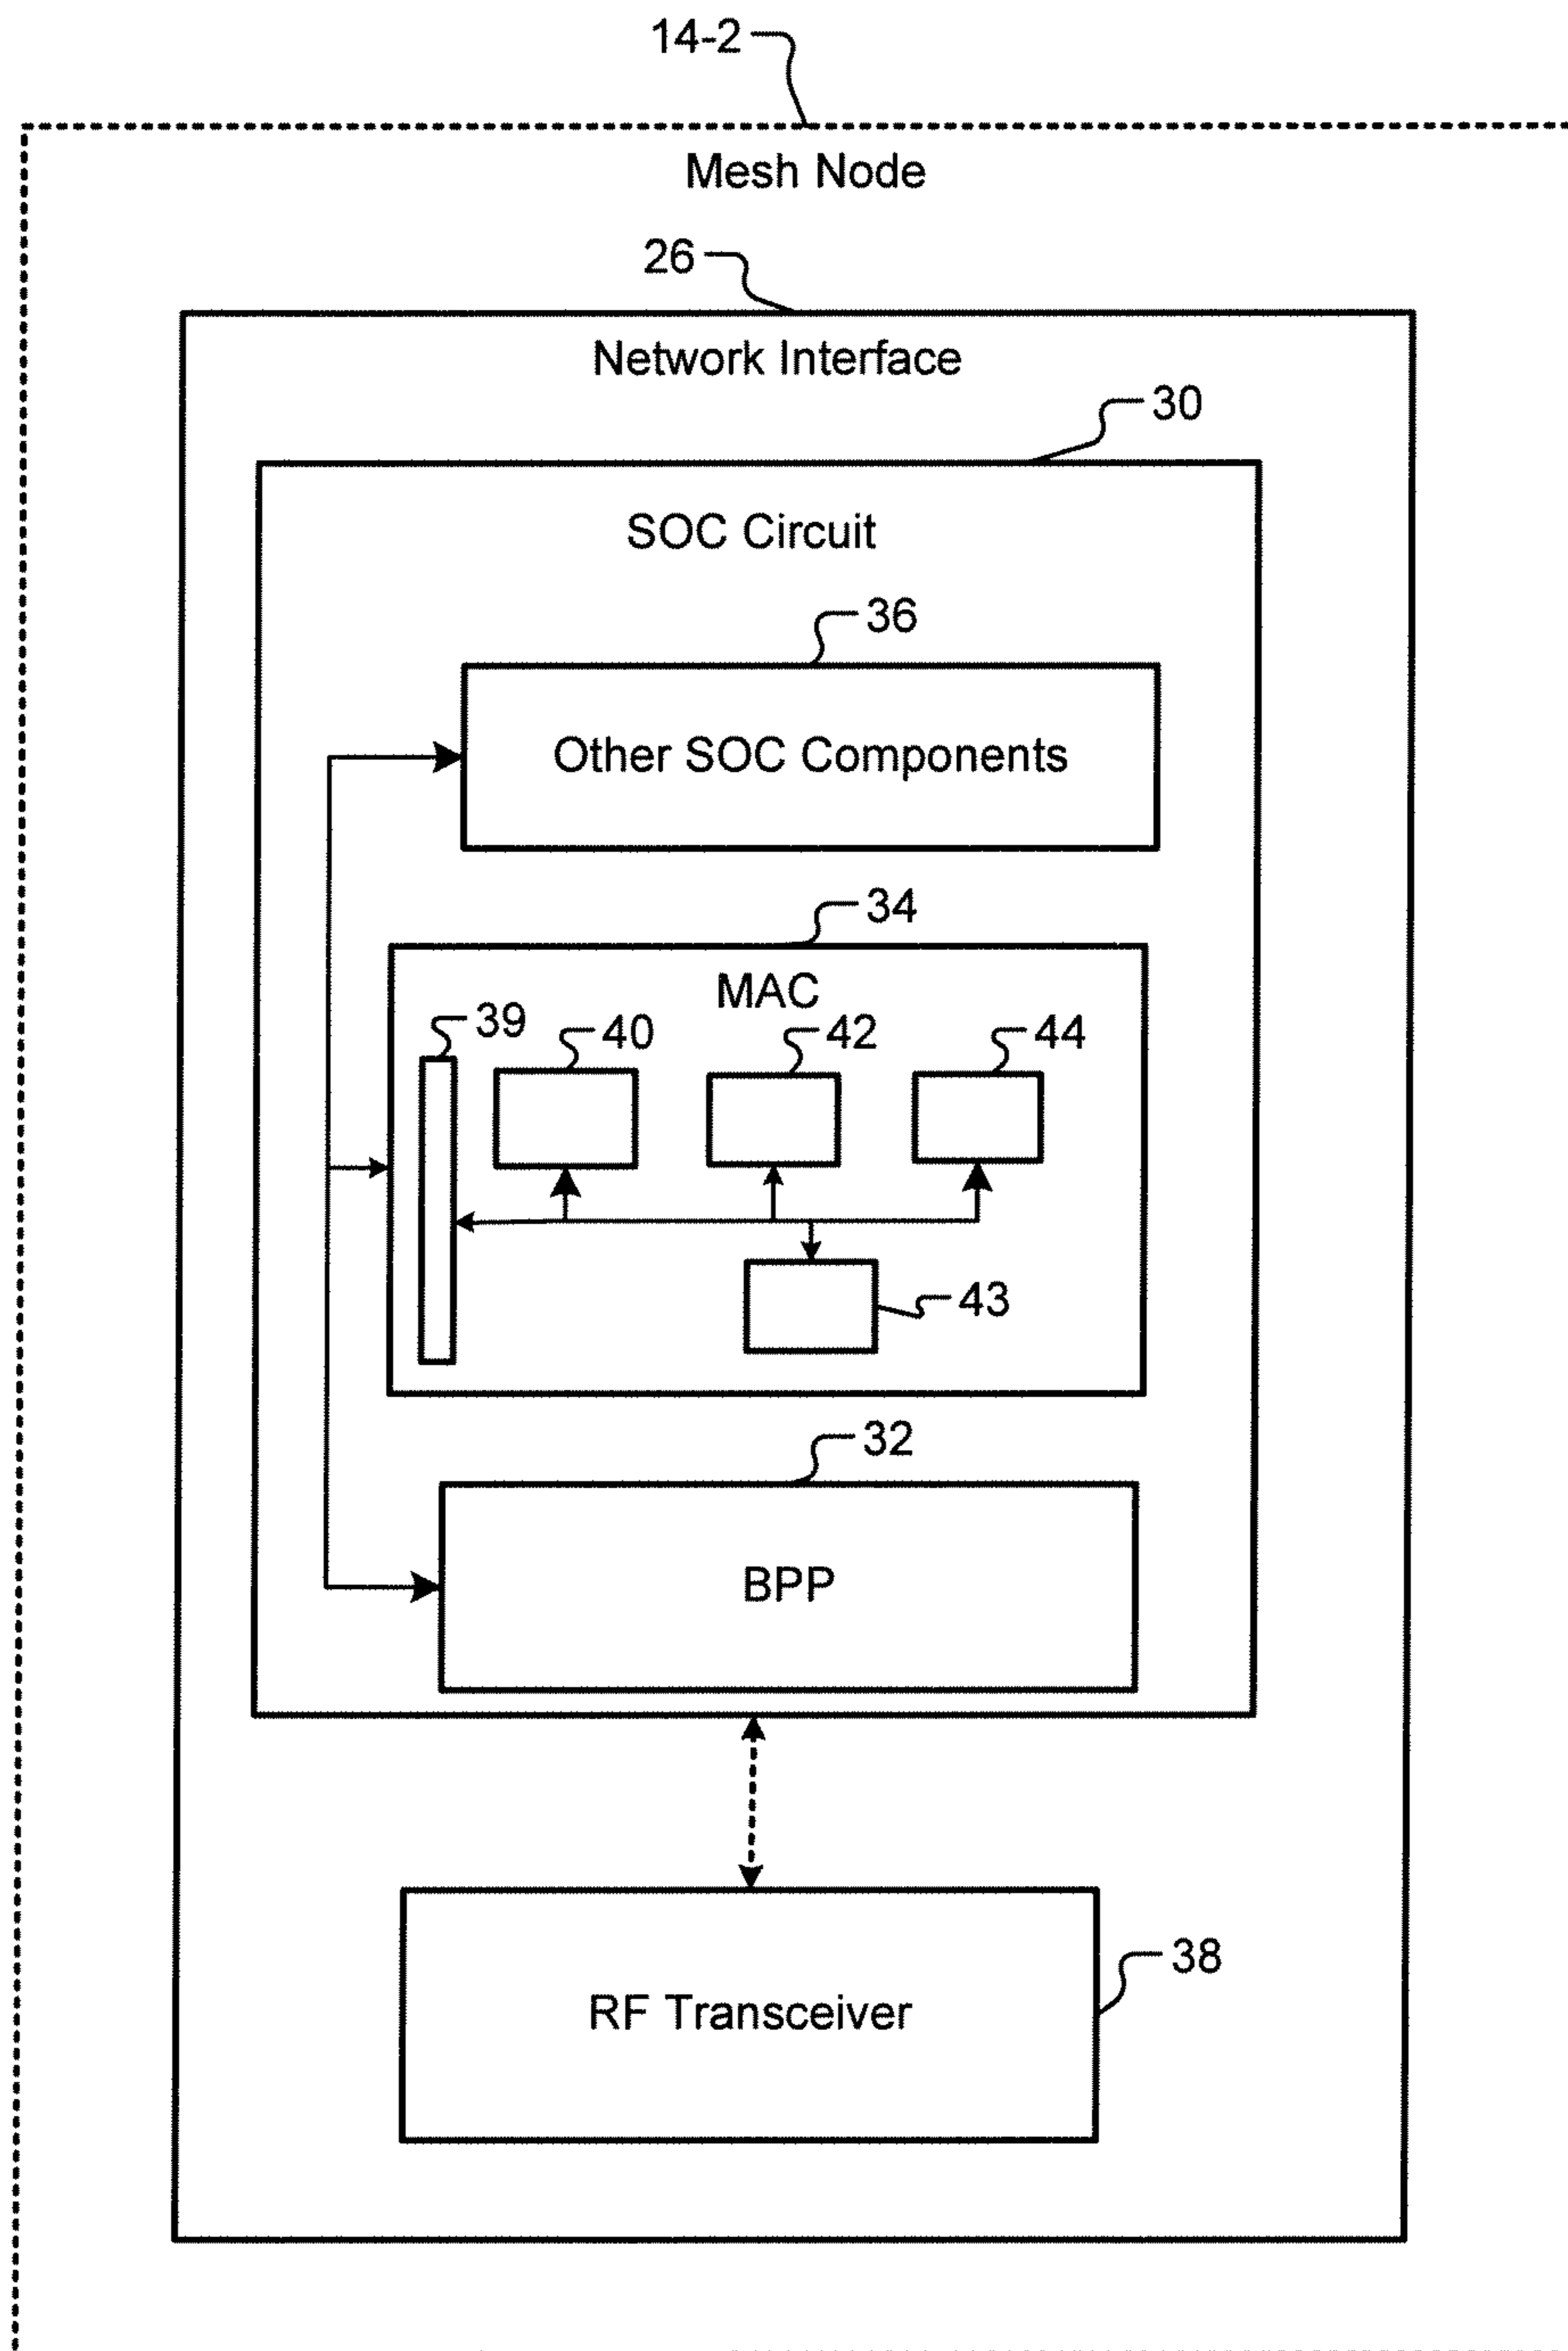 14-2
Mesh Node
26
Network Interface
30
SOC Circuit
36
Other SOC Components
34
MAC
39
40
42
44
43
32
BPP
38
RF Transceiver